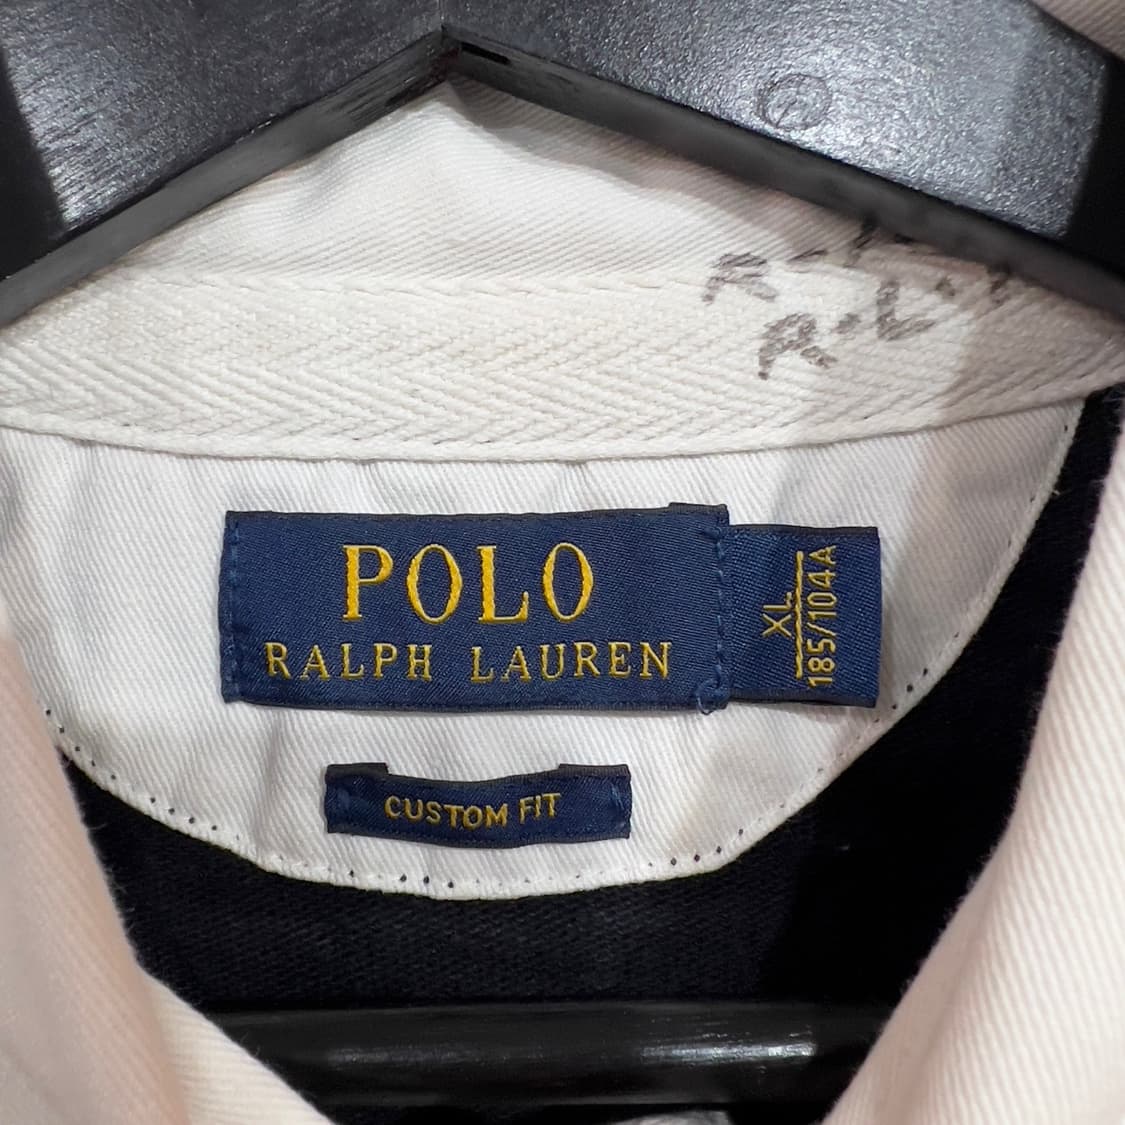 POLO
RALPH LAUREN
XL
185/104A
CUSTOM FIT